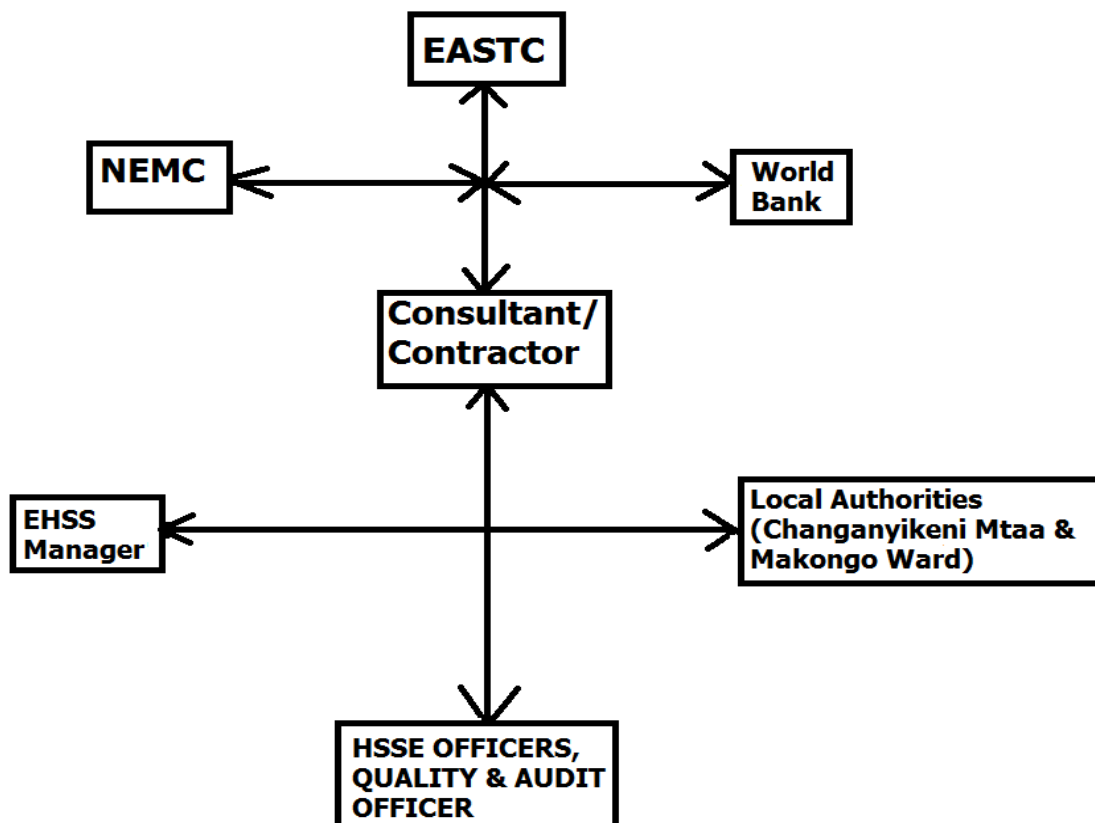 EASTC
NEMC
World
Bank
Consultant/
Contractor
EHSS
Manager
Local Authorities
(Changanyikeni Mtaa &
Makongo Ward)
HSSE OFFICERS,
QUALITY & AUDIT
OFFICER